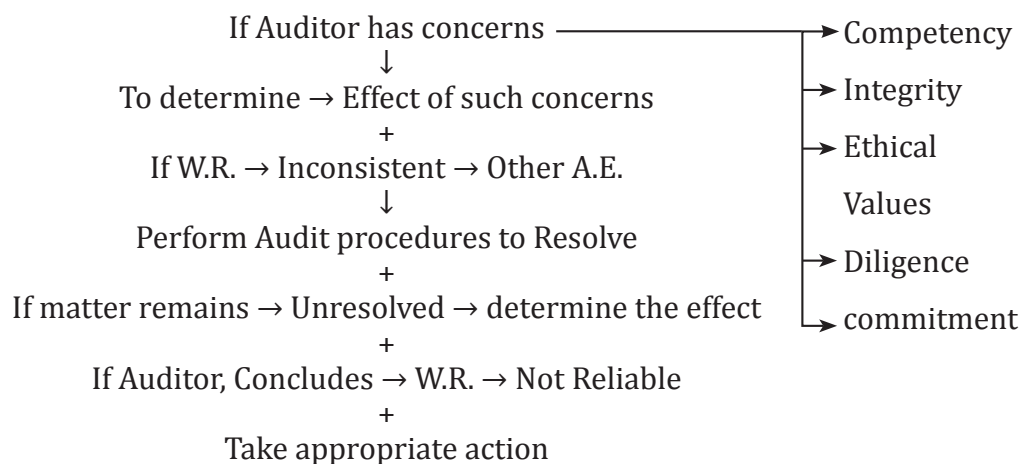 If Auditor has concerns
↓
To determine → Effect of such concerns
+
If W.R. → Inconsistent → Other A.E.
↓
Perform Audit procedures to Resolve
+
If matter remains → Unresolved → determine the effect
+
If Auditor, Concludes → W.R. → Not Reliable
+
Take appropriate action
Competency
Integrity
Ethical
Values
Diligence
commitment